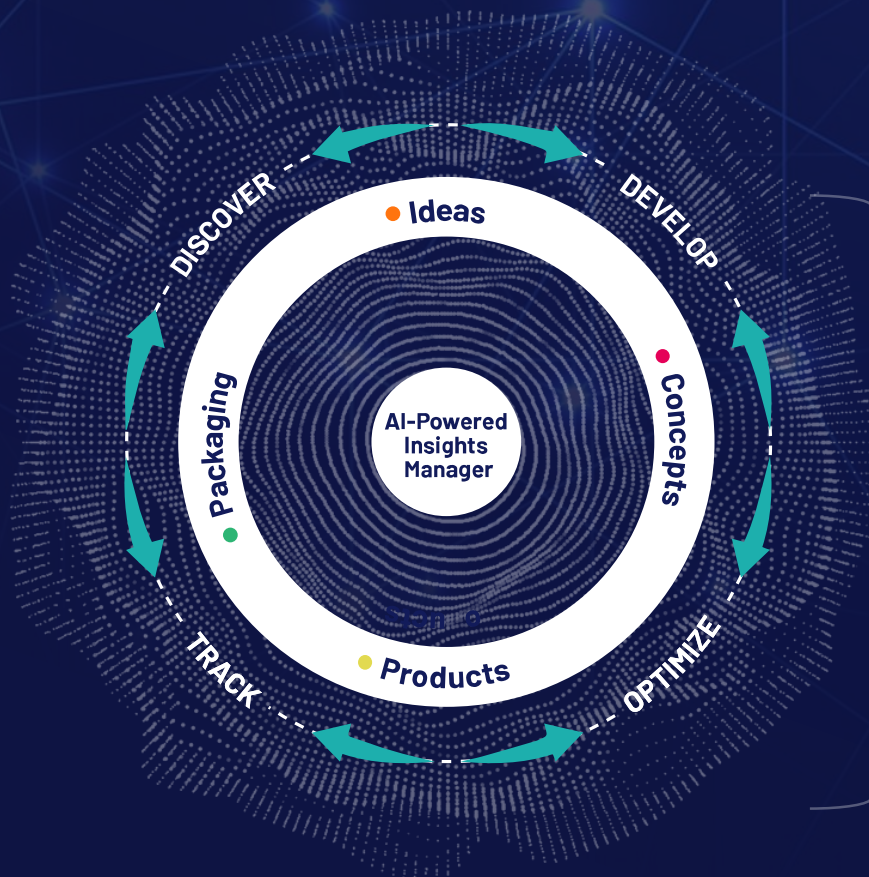 DISCOVER
DEVELOP
Ideas
Concepts
Packaging
AI-Powered
Insights
Manager
Products
TRACK
OPTIMIZE